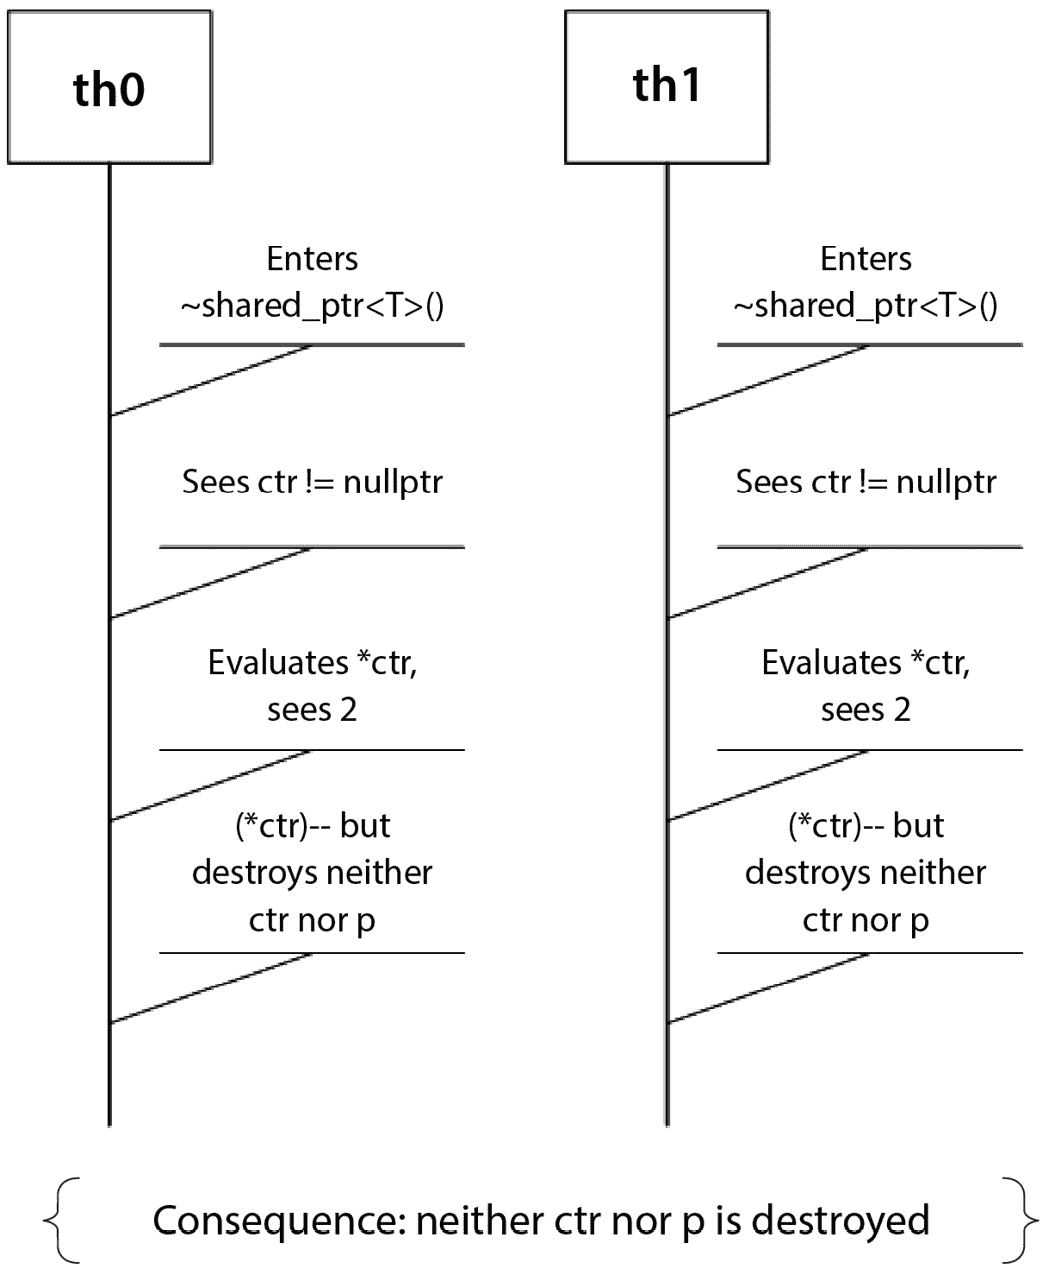 th0
th1
Enters
~shared_ptr<T>()
Enters
~shared_ptr<T>()
Sees ctr != nullptr
Sees ctr != nullptr
Evaluates *ctr,
sees 2
Evaluates *ctr,
sees 2
(*ctr)-- but
destroys neither
ctr nor p
(*ctr)-- but
destroys neither
ctr nor p
Consequence: neither ctr nor p is destroyed